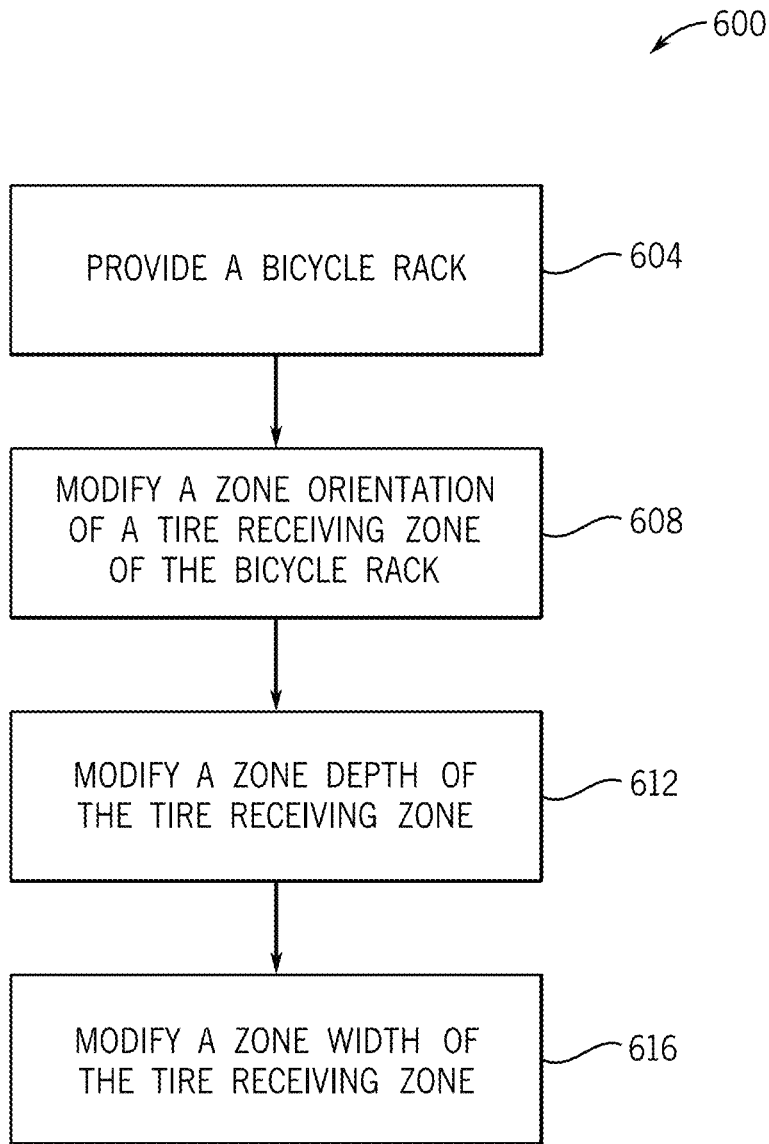 600
PROVIDE A BICYCLE RACK
604
MODIFY A ZONE ORIENTATION
OF A TIRE RECEIVING ZONE
OF THE BICYCLE RACK
608
MODIFY A ZONE DEPTH OF
THE TIRE RECEIVING ZONE
612
MODIFY A ZONE WIDTH OF
THE TIRE RECEIVING ZONE
616